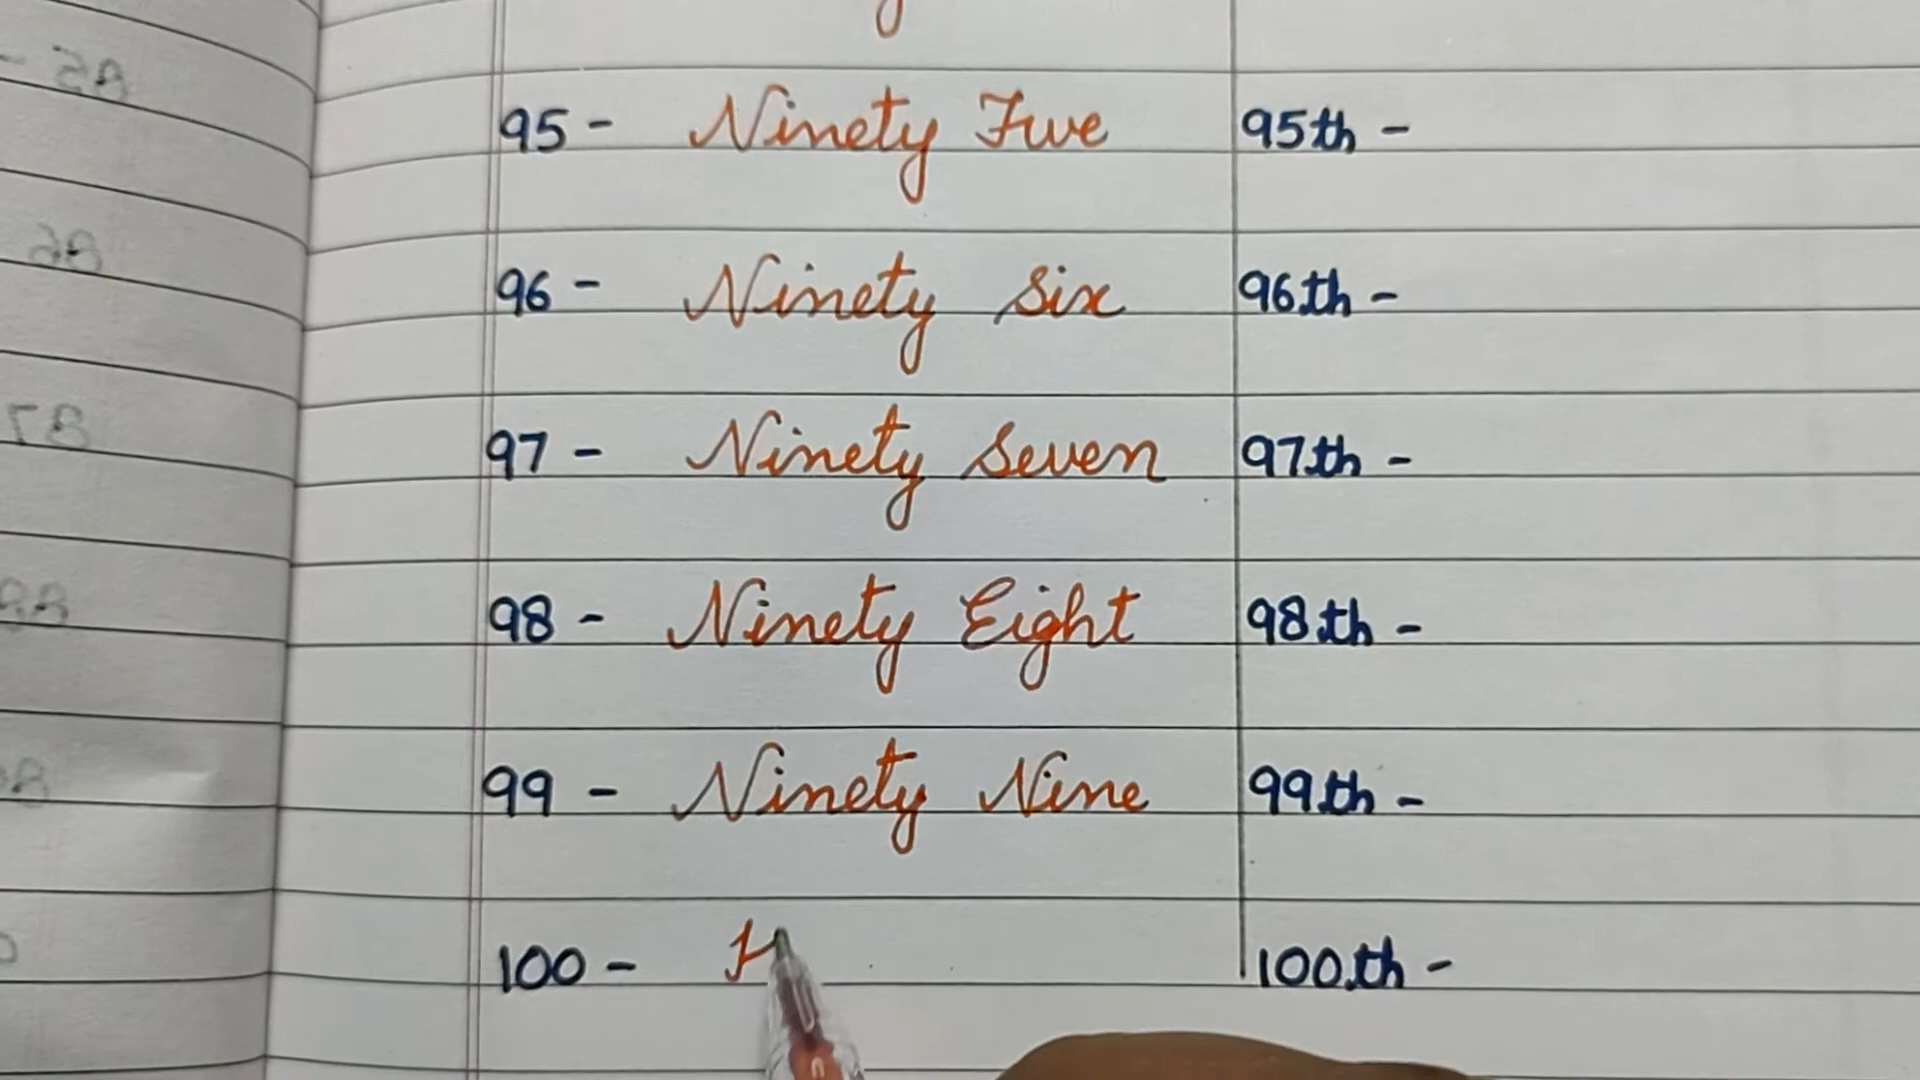 95 - Ninety Five 95th -
96 - Ninety Six 96th -
97 - Ninety Seven 97th -
98 - Ninety Eight 98th -
99 - Ninety Nine 99th -
100 - H 100th -